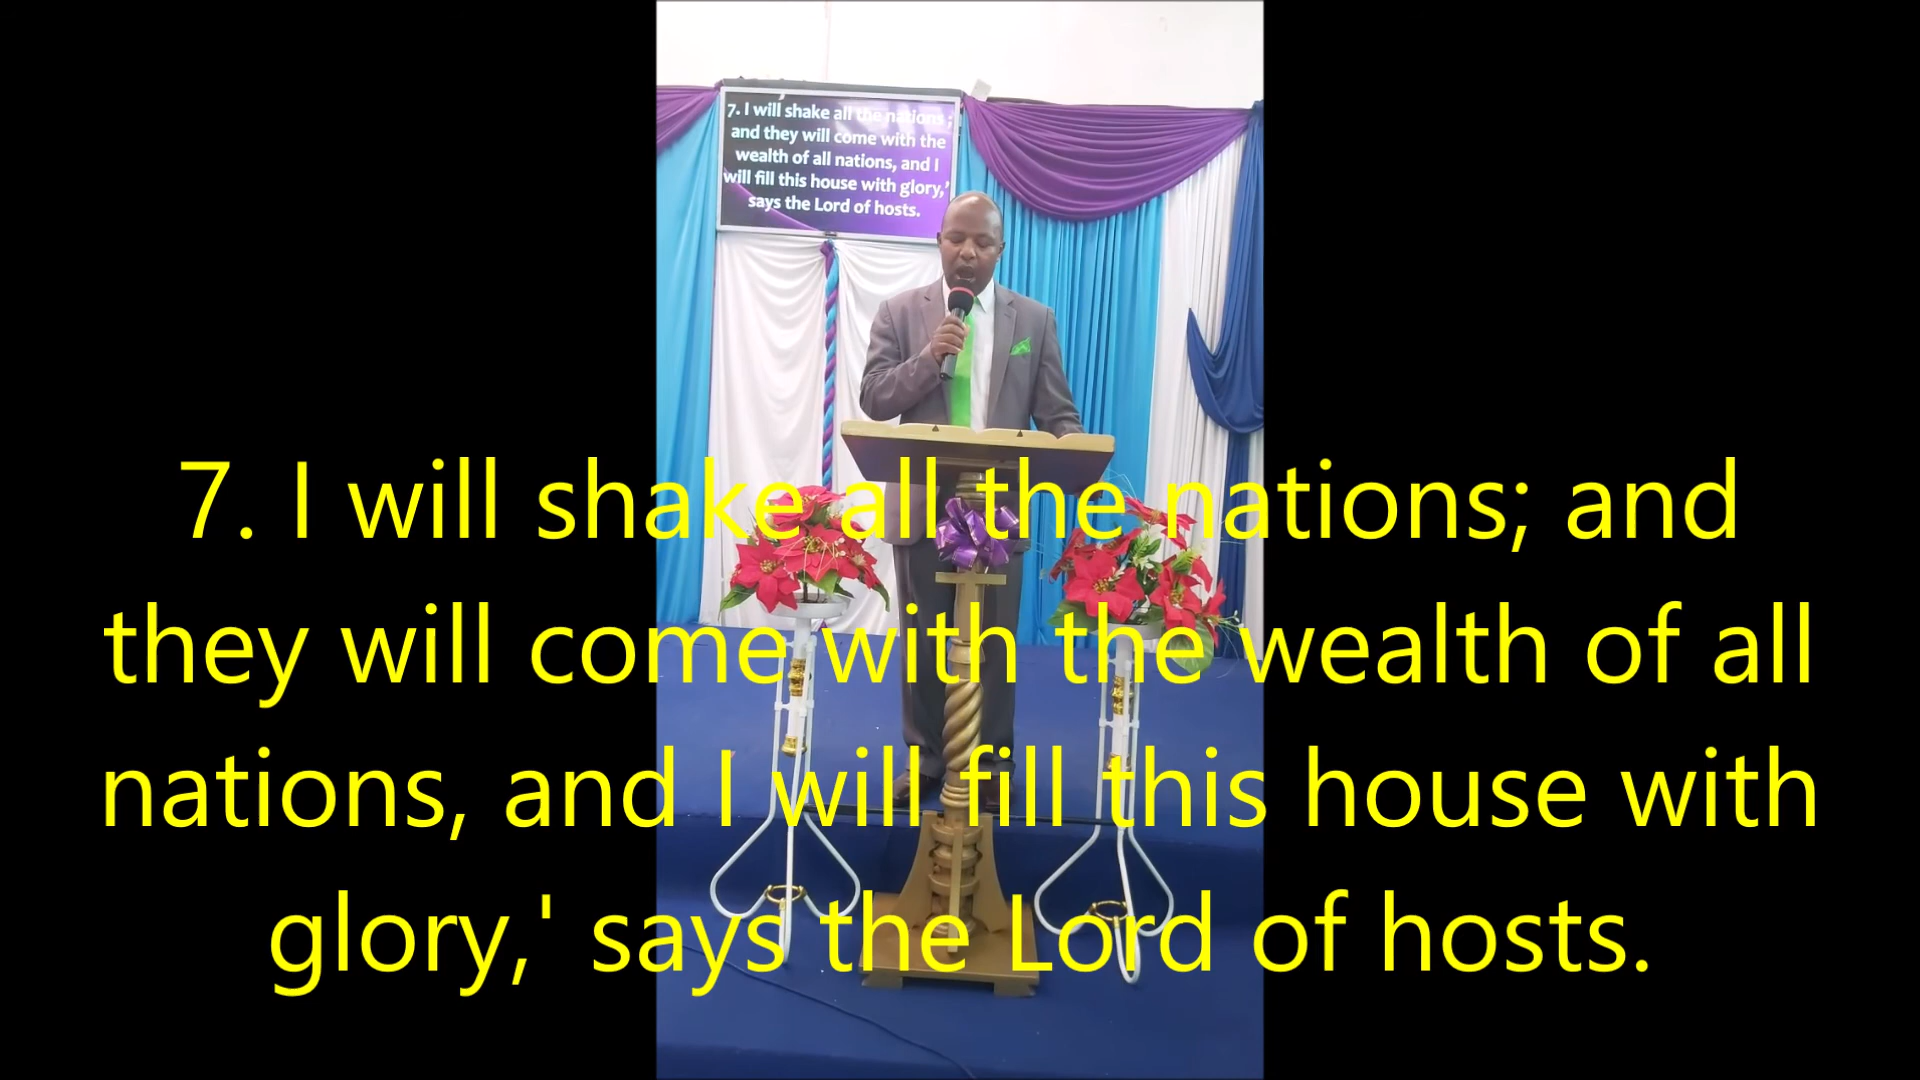 7. I will shake all the nations ;
and they will come with the
wealth of all nations, and I
will fill this house with glory,'
says the Lord of hosts.
7. I will shake all the nations; and
they will come with the wealth of all
nations, and I will fill this house with
glory,' says the Lord of hosts.